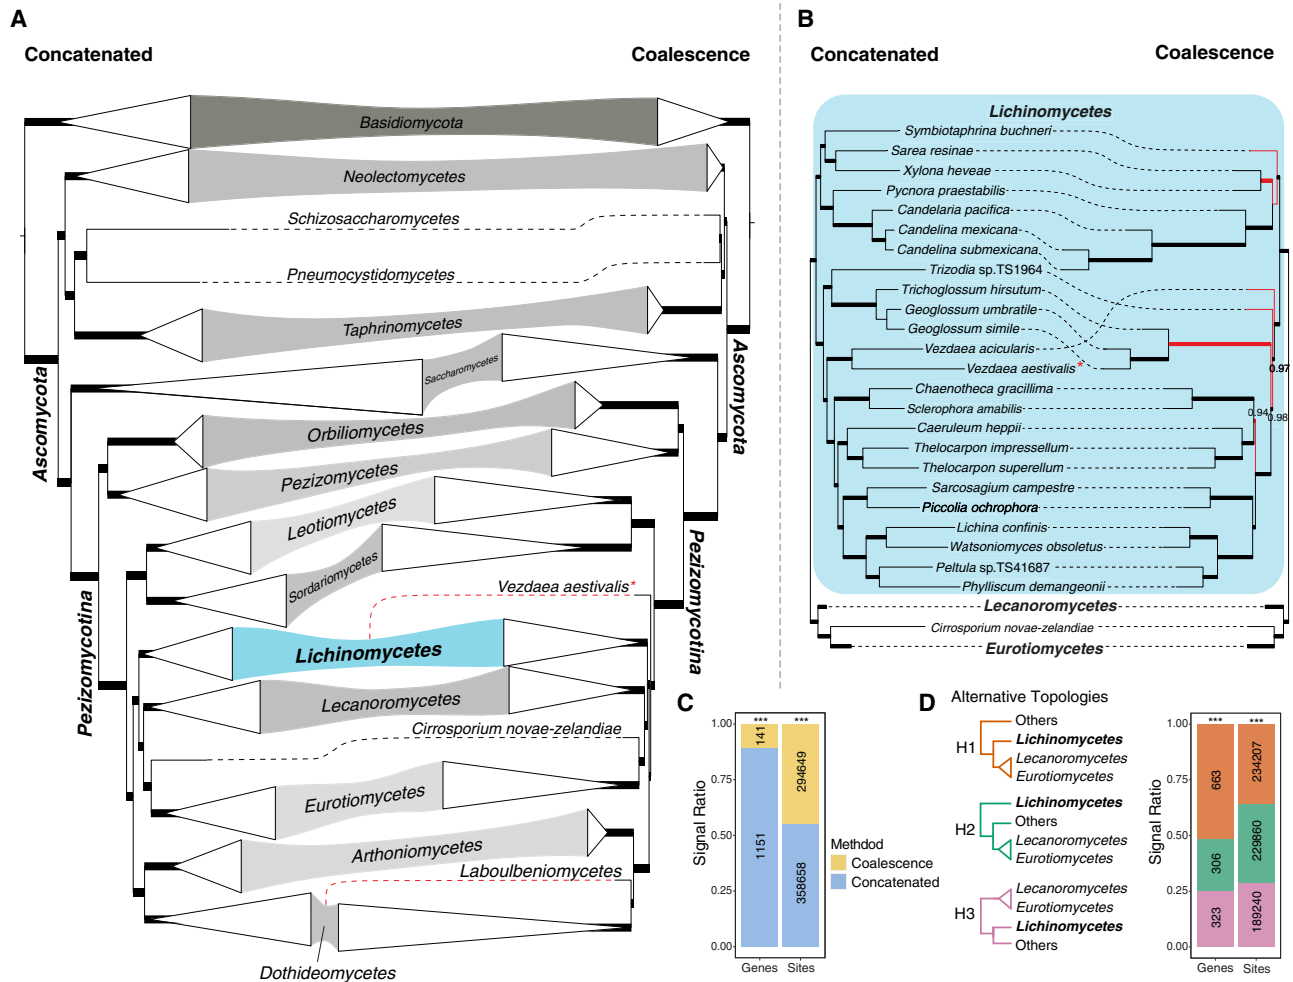 A
Concatenated
Coalescence
Basidiomycota
Neolectomycetes
Schizosaccharomycetes
Pneumocystidomycetes
Taphrinomycetes
Saccharomycetes
Ascomycota
Ascomycota
Orbiliomycetes
Pezizomycetes
Leotiomycetes
Sordariomycetes
Vezdaea aestivalis*
Pezizomycotina
Pezizomycotina
Lichinomycetes
Lecanoromycetes
Cirrosporium novae-zelandiae
Eurotiomycetes
Arthoniomycetes
Laboulbeniomycetes
Dothideomycetes
B
Concatenated
Coalescence
Lichinomycetes
Symbiotaphrina buchneri
Sarea resinae
Xylona heveae
Pycnora praestabilis
Candelaria pacifica
Candelina mexicana
Candelina submexicana
Trizodia sp.TS1964
Trichoglossum hirsutum
Geoglossum umbratile
Geoglossum simile
Vezdaea acicularis
Vezdaea aestivalis*
0.97
Chaenotheca gracillima
Sclerophora amabilis
0.94
0.98
Caeruleum heppii
Thelocarpon impressellum
Thelocarpon superellum
Sarcosagium campestre
Piccolia ochrophora
Lichina confinis
Watsoniomyces obsoletus
Peltula sp.TS41687
Phylliscum demangeonii
Lecanoromycetes
Cirrosporium novae-zelandiae
Eurotiomycetes
C
Signal Ratio
1.00
0.75
0.50
0.25
0.00
***
***
141
1151
294649
358658
Genes
Sites
Methdod
Coalescence
Concatenated
D
Alternative Topologies
H1
Others
Lichinomycetes
Lecanoromycetes
Eurotiomycetes
H2
Lichinomycetes
Others
Lecanoromycetes
Eurotiomycetes
H3
Lecanoromycetes
Eurotiomycetes
Lichinomycetes
Others
Signal Ratio
1.00
0.75
0.50
0.25
0.00
***
***
663
306
323
234207
229860
189240
Genes
Sites